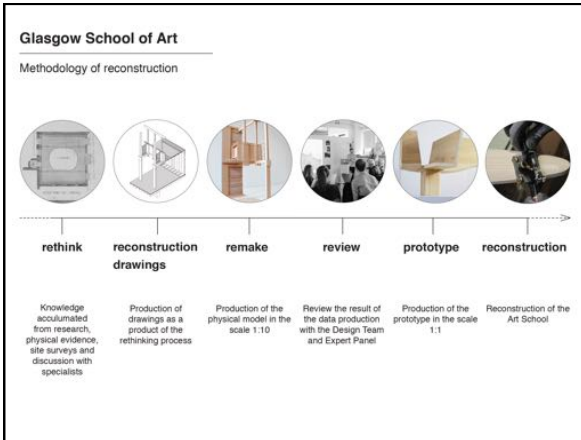 Glasgow School of Art
Methodology of reconstruction
rethink
reconstruction
drawings
remake
review
prototype
reconstruction
Knowledge
acculumated
from research,
physical evidence,
site surveys and
discussion with
specialists
Production of
drawings as a
product of the
rethinking process
Production of the
physical model in the
scale 1:10
Review the result of
the data production
with the Design Team
and Expert Panel
Production of the
prototype in the scale
1:1
Reconstruction of the
Art School